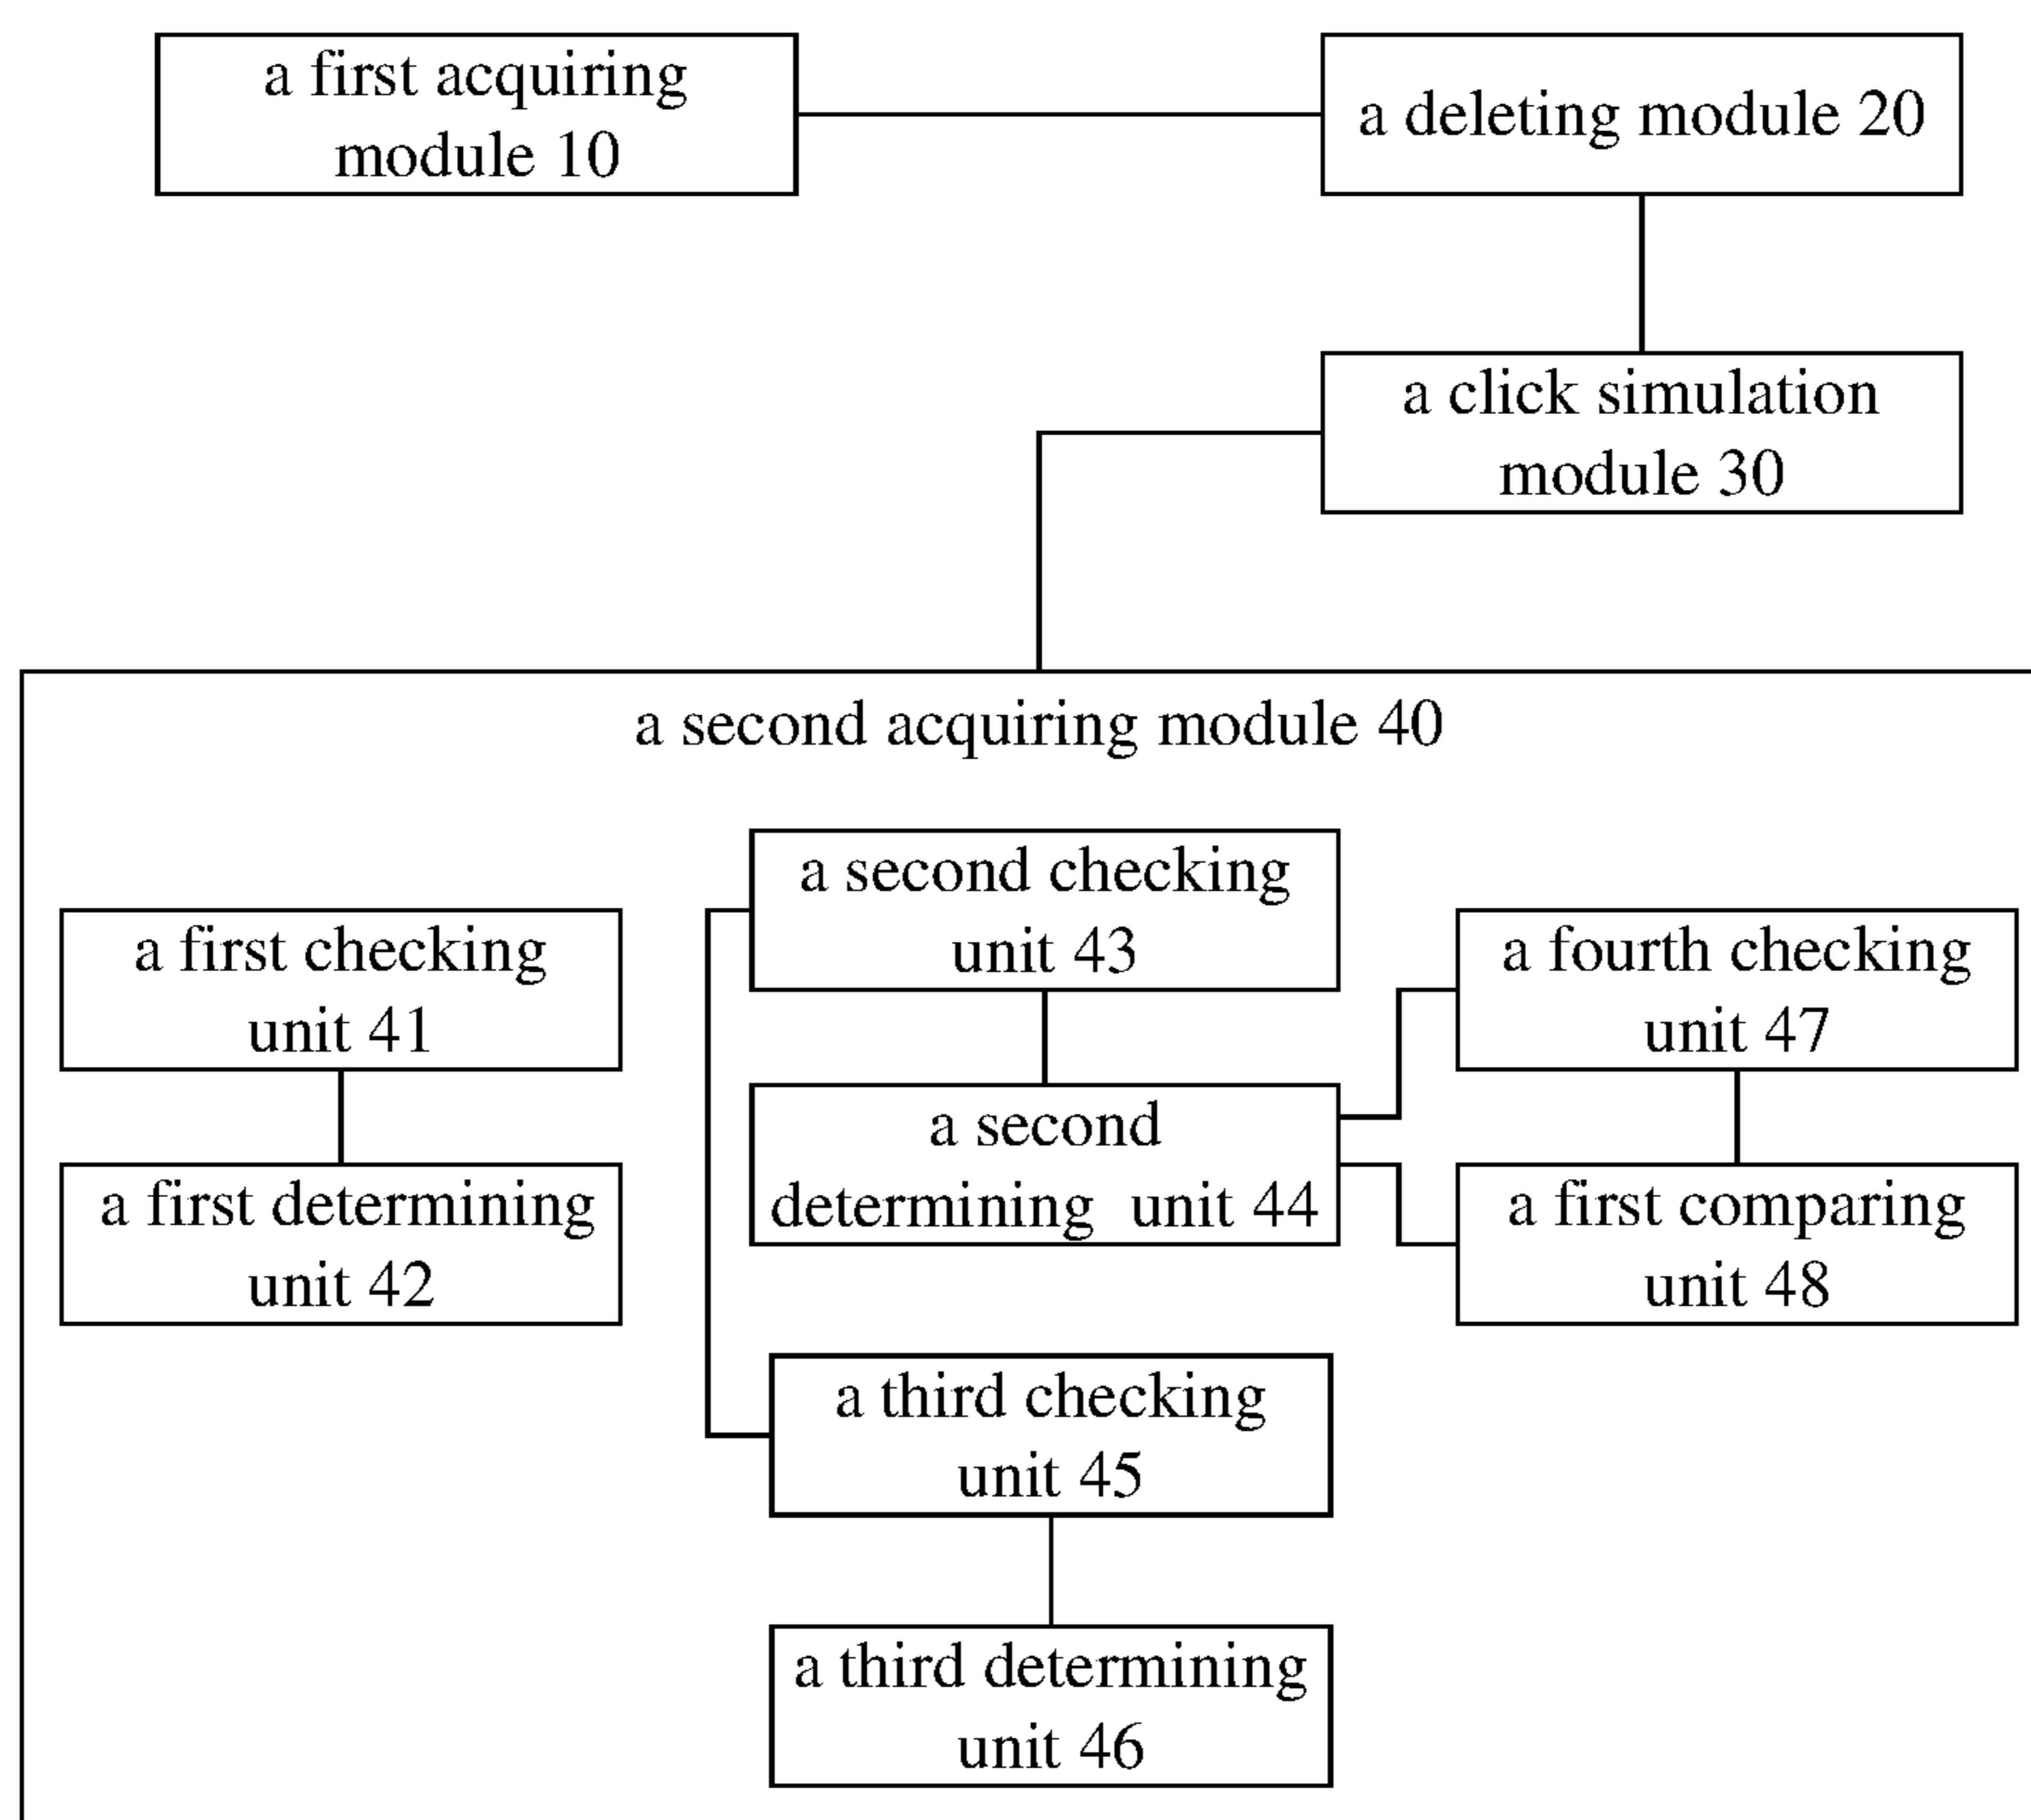 a first acquiring
module 10
a deleting module 20
a click simulation
module 30
a second acquiring module 40
a first checking
unit 41
a first determining
unit 42
a second checking
unit 43
a second
determining unit 44
a third checking
unit 45
a third determining
unit 46
a fourth checking
unit 47
a first comparing
unit 48